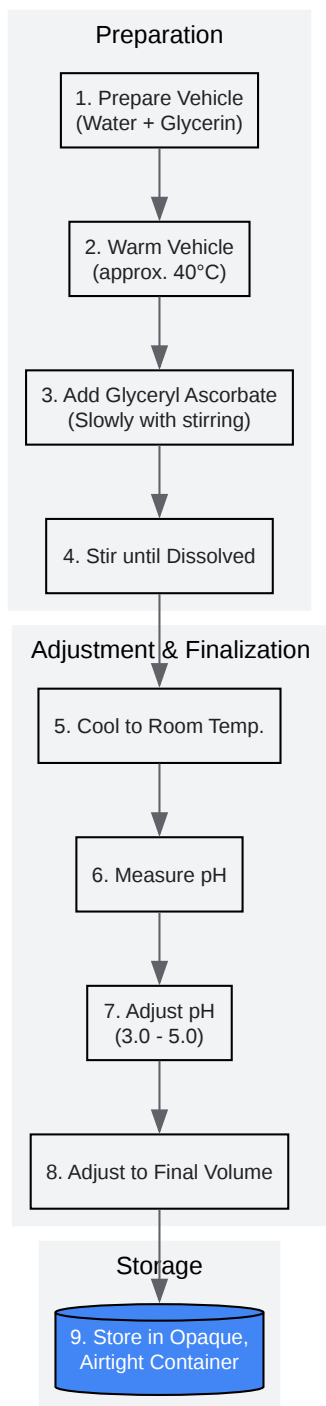 Preparation
1. Prepare Vehicle
(Water + Glycerin)
2. Warm Vehicle
(approx. 40°C)
3. Add Glyceryl Ascorbate
(Slowly with stirring)
4. Stir until Dissolved
Adjustment & Finalization
5. Cool to Room Temp.
6. Measure pH
7. Adjust pH
(3.0 - 5.0)
8. Adjust to Final Volume
Storage
9. Store in Opaque,
Airtight Container